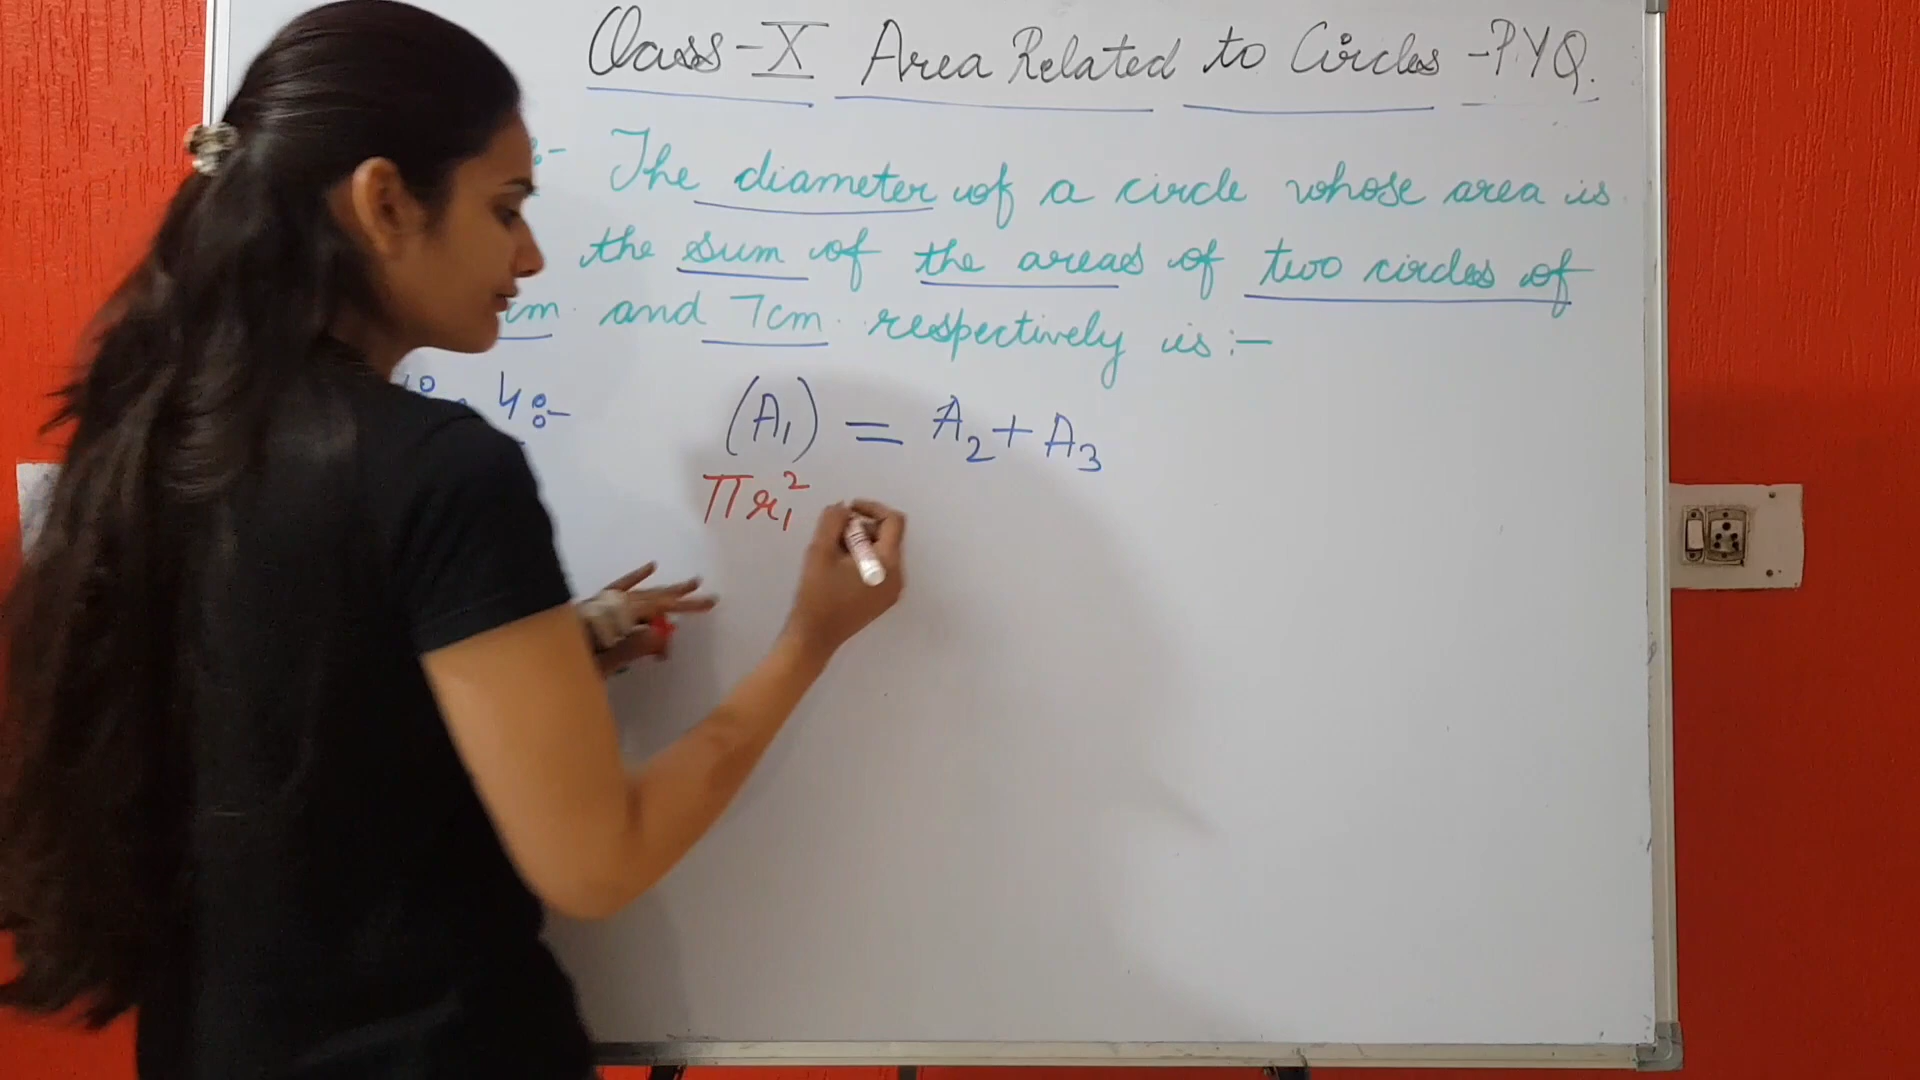 Class-X Area Related to Circles -PYQ.
:- The diameter of a circle whose area is
the sum of the areas of two circles of
cm and 7cm respectively is:-
4:- (A₁) = A₂+A₃
πr₁²